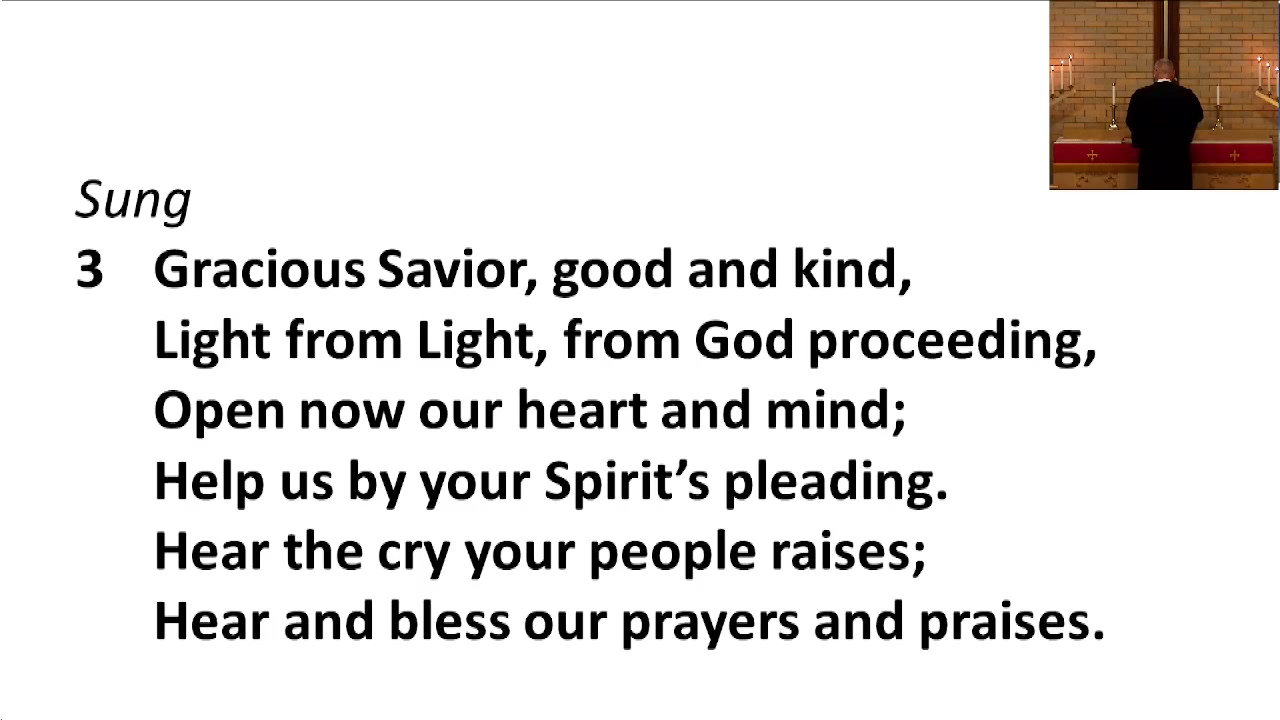 Sung
3 Gracious Savior, good and kind,
Light from Light, from God proceeding,
Open now our heart and mind;
Help us by your Spirit’s pleading.
Hear the cry your people raises;
Hear and bless our prayers and praises.